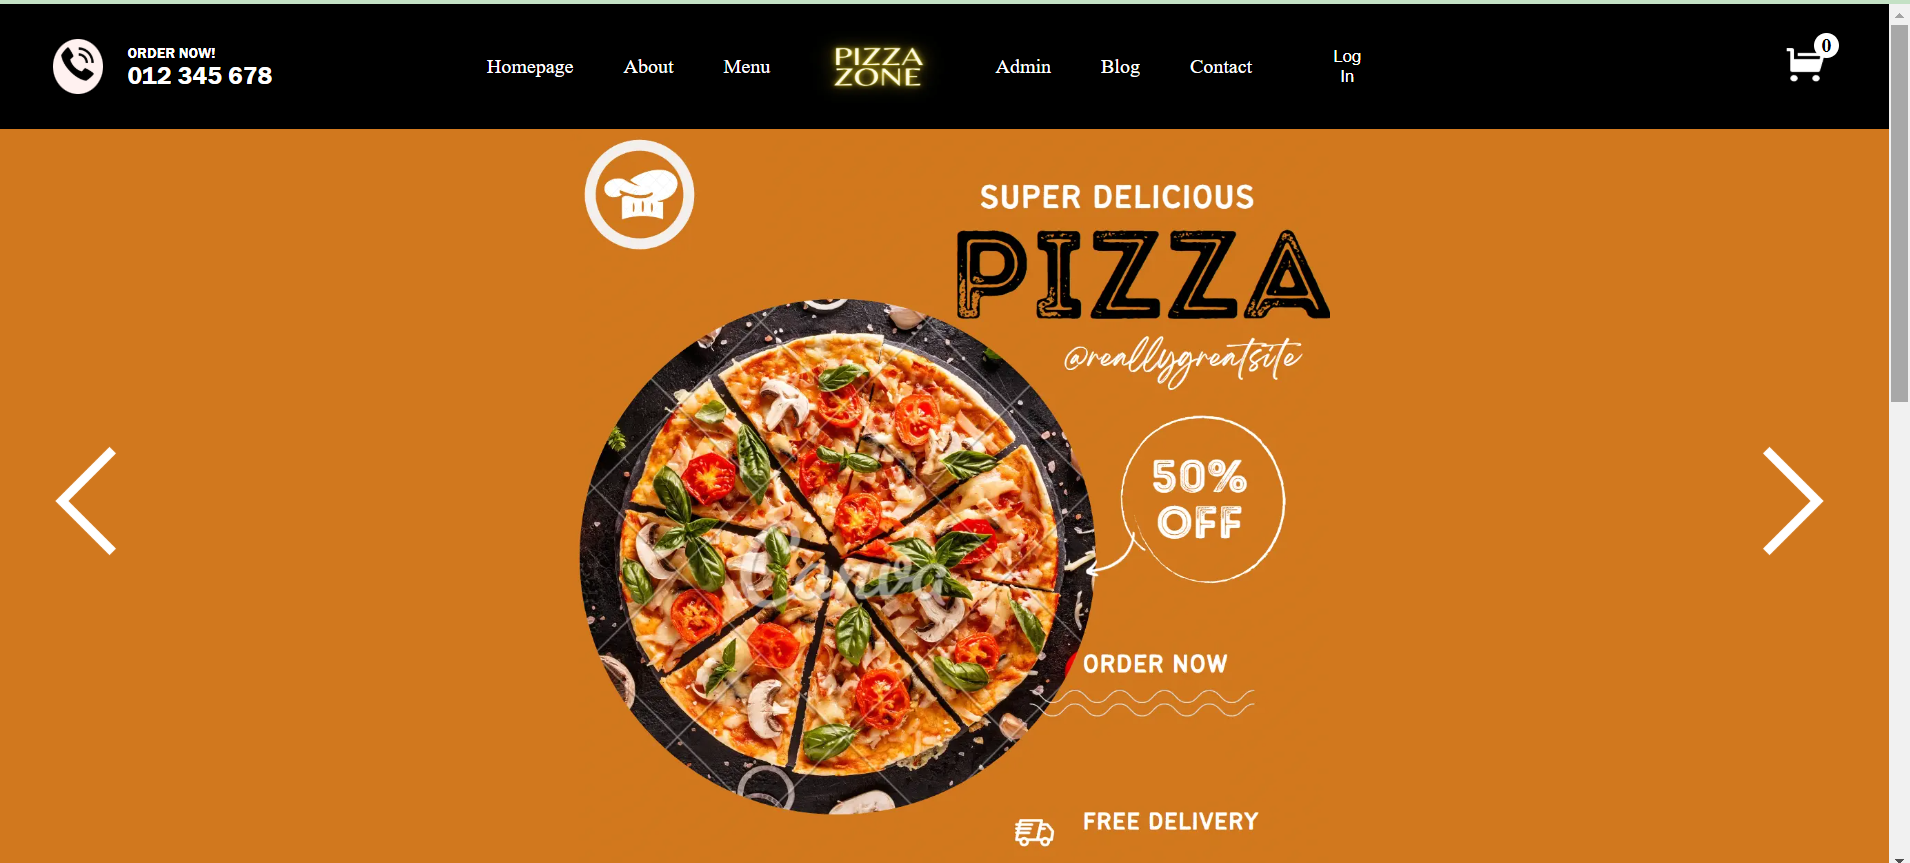 ORDER NOW!
012 345 678
Homepage
About
Menu
PIZZA
ZONE
Admin
Blog
Contact
Log
In
0
SUPER DELICIOUS
PIZZA
@reallygreatsite
50%
OFF
Canva
ORDER NOW
FREE DELIVERY